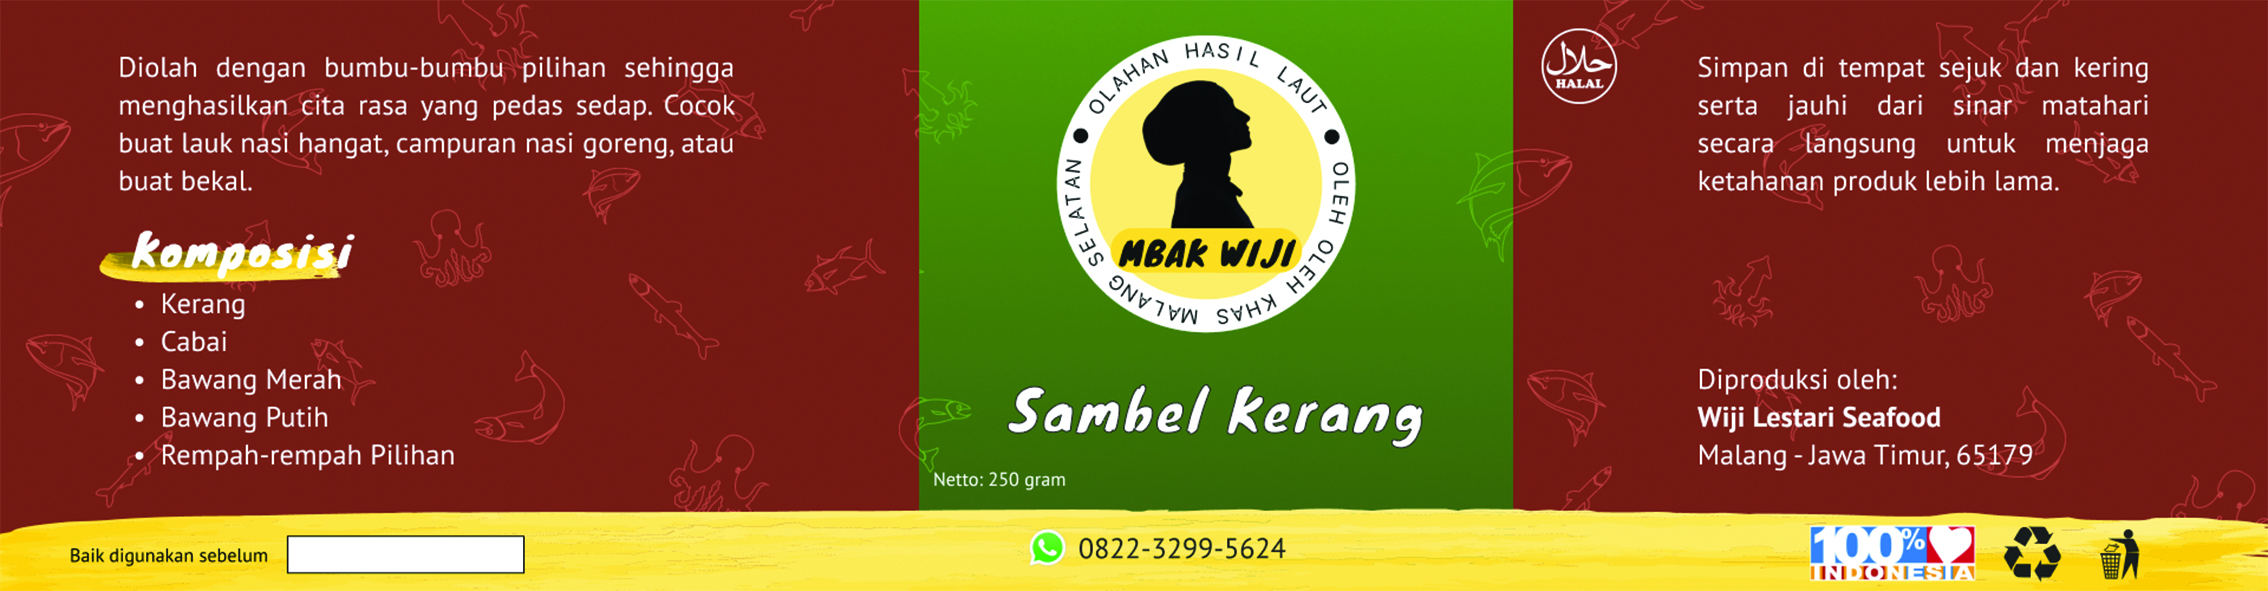 Diolah dengan bumbu-bumbu pilihan sehingga
menghasilkan cita rasa yang pedas sedap. Cocok
buat lauk nasi hangat, campuran nasi goreng, atau
buat bekal.
Komposisi
• Kerang
• Cabai
• Bawang Merah
• Bawang Putih
• Rempah-rempah Pilihan
Baik digunakan sebelum
OLAHAN HASIL LAUT
OLEH OLEH KHAS MALANG SELATAN
MBAK WIJI
Sambel Kerang
Netto: 250 gram
0822-3299-5624
حلال
HALAL
Simpan di tempat sejuk dan kering
serta jauhi dari sinar matahari
secara langsung untuk menjaga
ketahanan produk lebih lama.
Diproduksi oleh:
Wiji Lestari Seafood
Malang - Jawa Timur, 65179
100%
INDONESIA